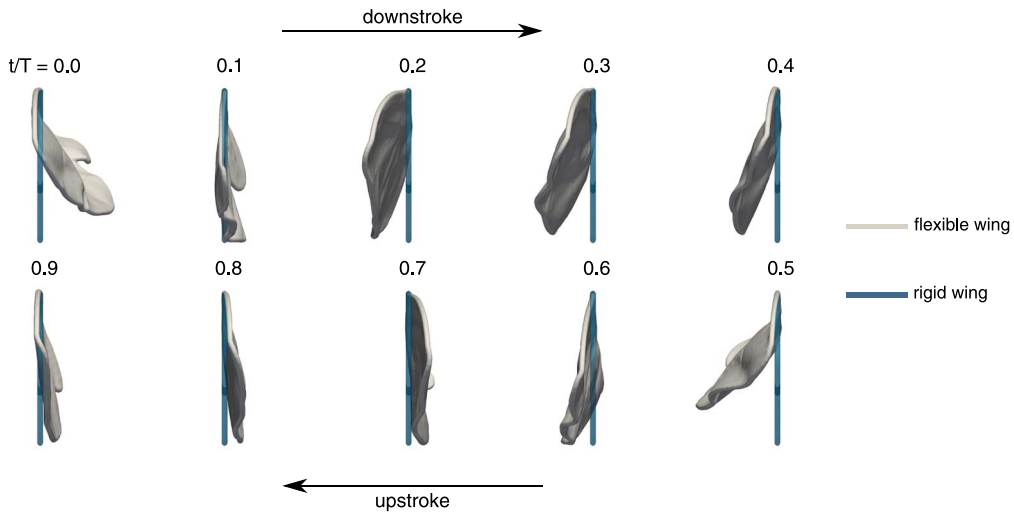 downstroke
t/T = 0.0 0.1 0.2 0.3 0.4
flexible wing
0.9 0.8 0.7 0.6 0.5
rigid wing
upstroke